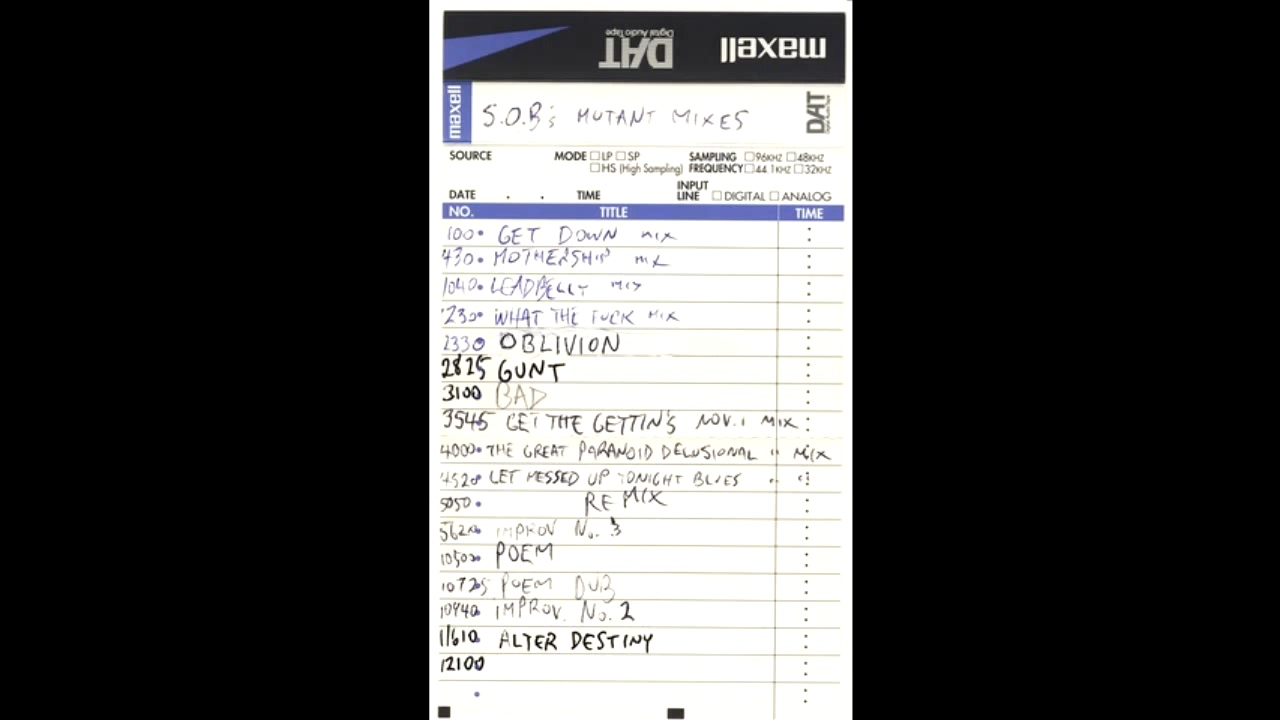 maxell DAT Digital Audio Tape
maxell S.O.B's MUTANT MIXES DAT
SOURCE MODE □LP □SP SAMPLING □96KHZ □48KHZ
□HS (High Sampling) FREQUENCY □44.1KHZ □32KHZ
DATE . . TIME INPUT LINE □DIGITAL □ANALOG
NO. TITLE TIME
100 GET DOWN MIX
430 MOTHERSHIP MIX
1040 LEADBELLY MIX
1230 WHAT THE FUCK MIX
2330 OBLIVION
2825 GUNT
3100 BAD
3545 GET THE GETTIN'S NOV. 1 MIX
4000 THE GREAT PARANOID DELUSIONAL " MIX
4520 LET MESSED UP TONIGHT BLUES " "
5050 REMIX
5620 IMPROV No. 3
10500 POEM
10725 POEM DUB
10940 IMPROV. No. 2
11610 ALTER DESTINY
12100